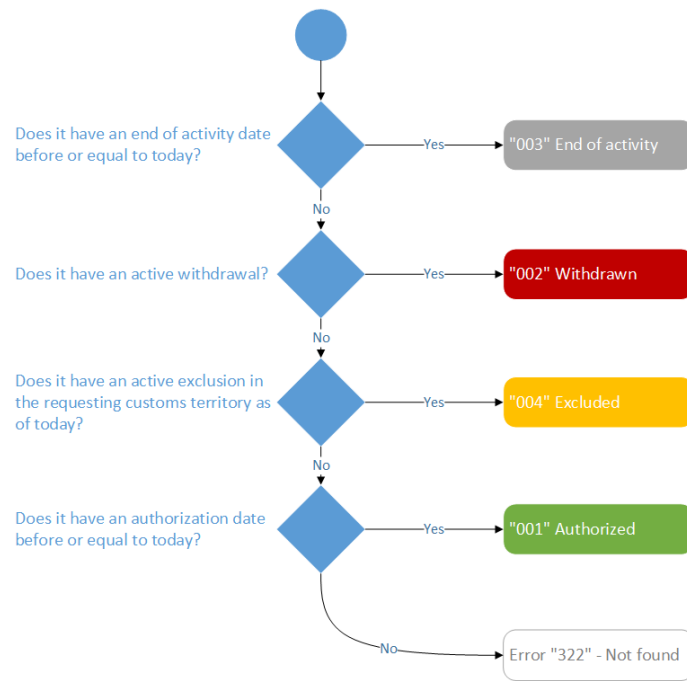 Does it have an end of activity date
before or equal to today?
Yes
"003" End of activity
No
Does it have an active withdrawal?
Yes
"002" Withdrawn
No
Does it have an active exclusion in
the requesting customs territory as
of today?
Yes
"004" Excluded
No
Does it have an authorization date
before or equal to today?
Yes
"001" Authorized
No
Error "322" - Not found